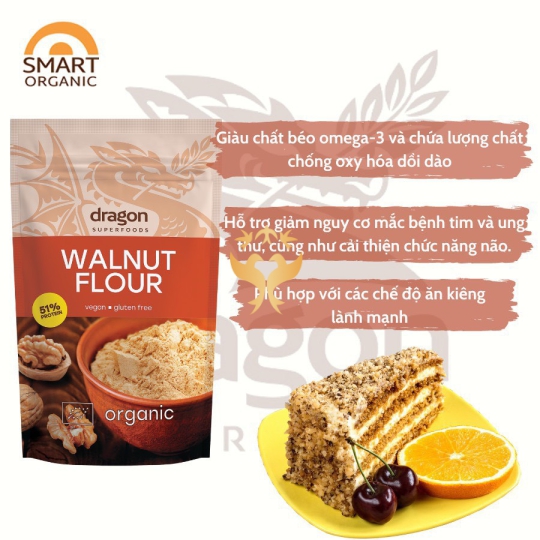 SMART
ORGANIC
Giàu chất béo omega-3 và chứa lượng chất
chống oxy hóa dồi dào
dragon
SUPERFOODS
WALNUT
FLOUR
51%
PROTEIN
vegan • gluten free
organic
Hỗ trợ giảm nguy cơ mắc bệnh tim và ung
thư, cũng như cải thiện chức năng não.
Phù hợp với các chế độ ăn kiêng
lành mạnh
dragon